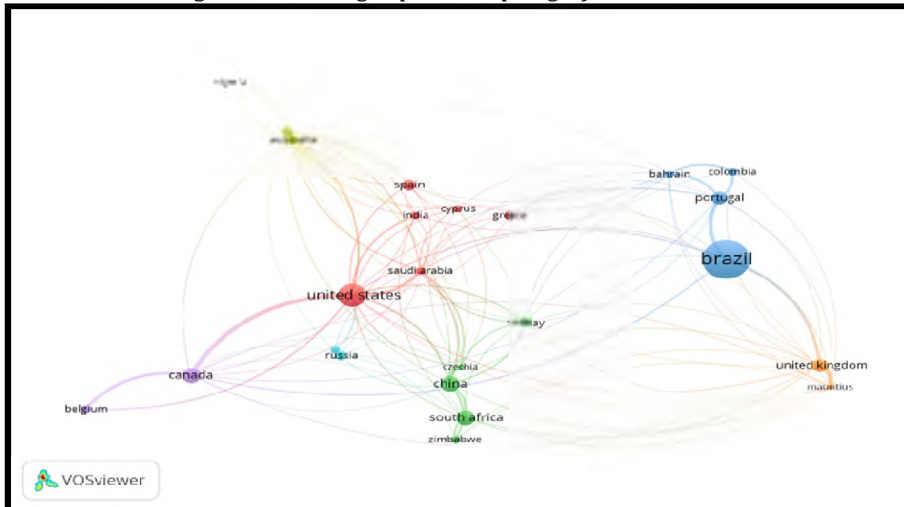 spain
india
cyprus
saudi arabia
united states
russia
canada
belgium
czechia
china
south africa
zimbabwe
bahrain
colombia
portugal
brazil
united kingdom
mauritius
VOSviewer